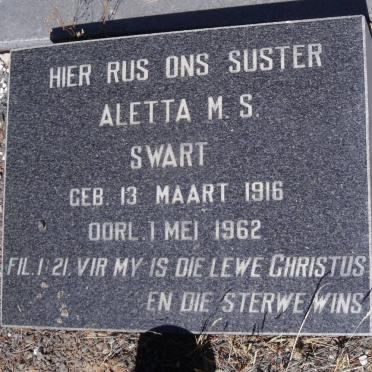 HIER RUS ONS SUSTER
ALETTA M. S.
SWART
GEB. 13 MAART 1916
OORL. 1 MEI 1962
FIL. 1:21. VIR MY IS DIE LEWE CHRISTUS
EN DIE STERWE WINS